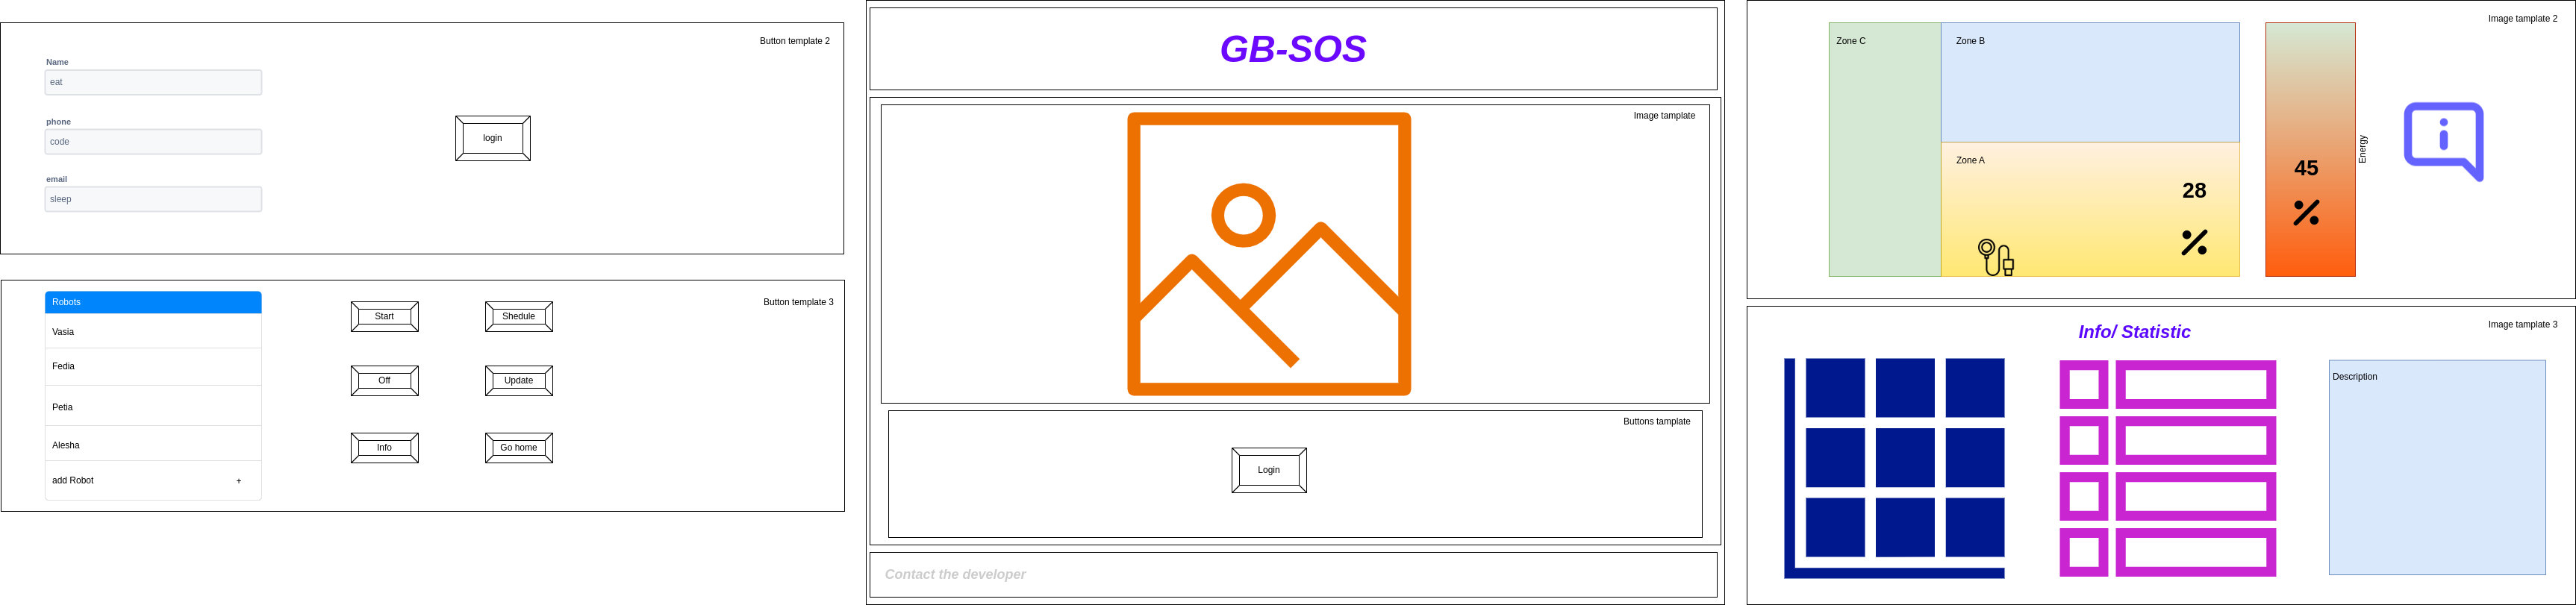 Button template 2
Name
eat
phone
code
email
sleep
login
Button template 3
Robots
Vasia
Fedia
Petia
Alesha
add Robot +
Start
Shedule
Off
Update
Info
Go home
GB-SOS
Image tamplate
Buttons tamplate
Login
Contact the developer
Image tamplate 2
Zone C
Zone B
Zone A
28
%
45
%
Energy
Image tamplate 3
Info/ Statistic
Description